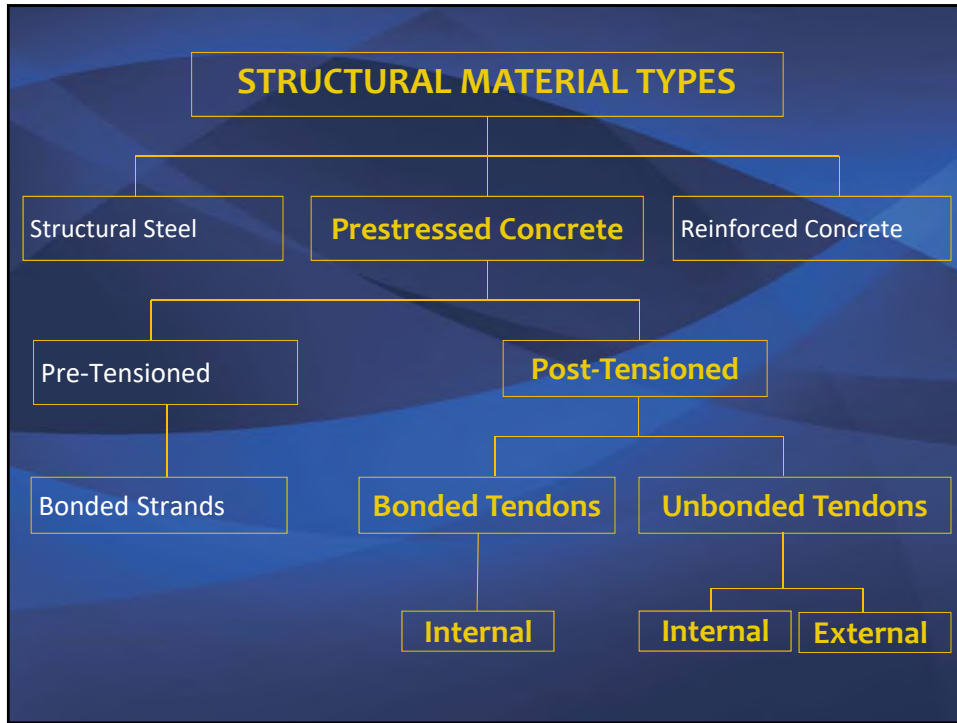 STRUCTURAL MATERIAL TYPES
Structural Steel
Prestressed Concrete
Reinforced Concrete
Pre-Tensioned
Post-Tensioned
Bonded Strands
Bonded Tendons
Unbonded Tendons
Internal
Internal
External